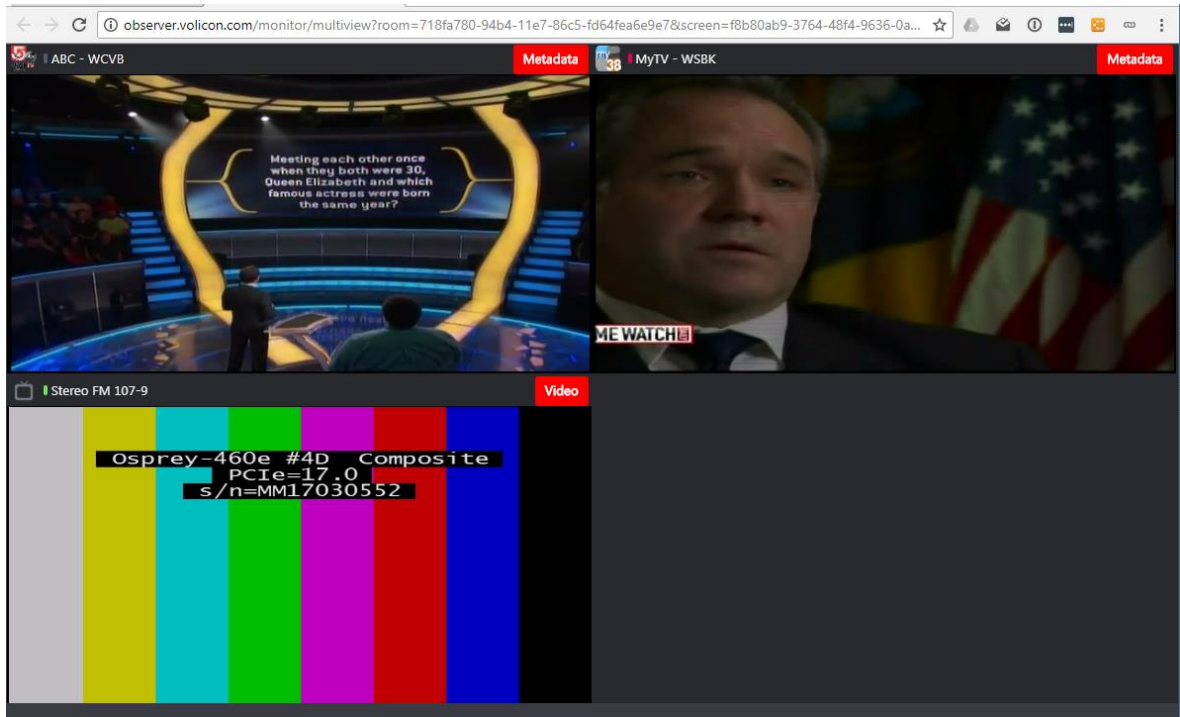 observer.volicon.com/monitor/multiview?room=718fa780-94b4-11e7-86c5-fd64fea6e9e7&screen=f8b80ab9-3764-48f4-9636-0a...
5 ABC - WCVB
Metadata
my 38 MyTV - WSBK
Metadata
Meeting each other once
when they both were 30,
Queen Elizabeth and which
famous actress were born
the same year?
ME WATCH
Stereo FM 107-9
Video
Osprey-460e #4D Composite
PCIe=17.0
s/n=MM17030552